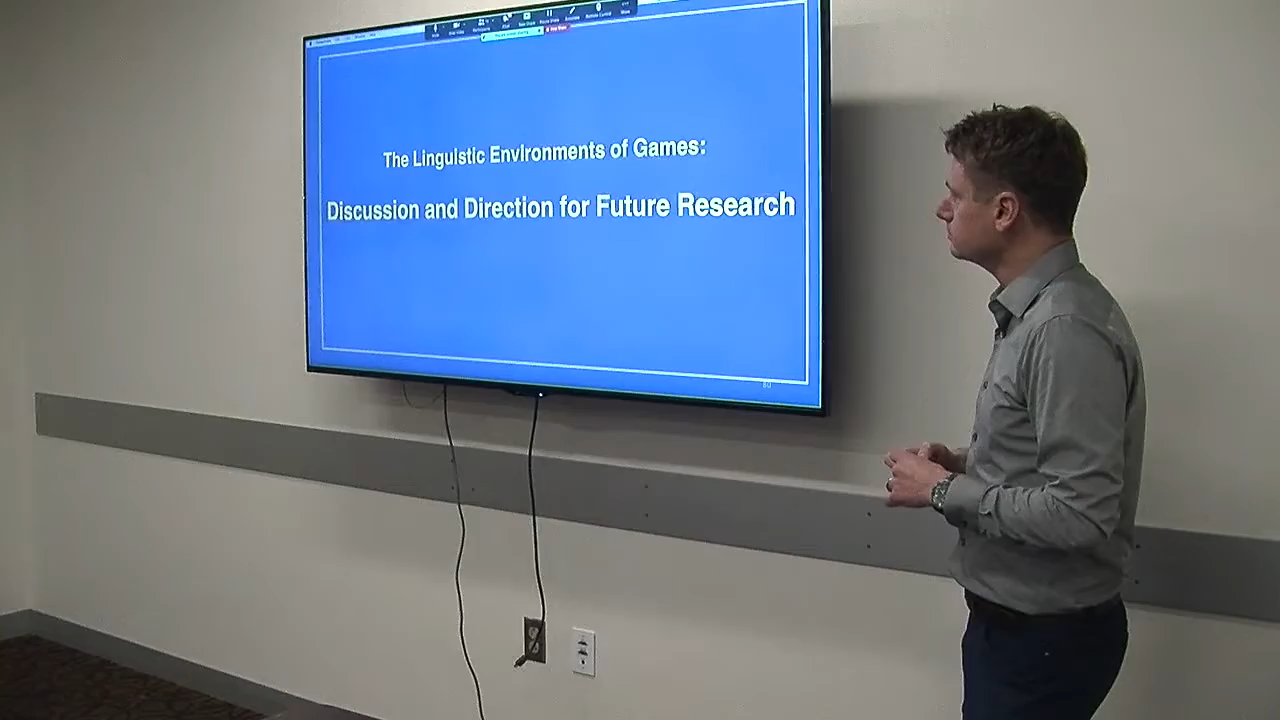 The Linguistic Environments of Games:
Discussion and Direction for Future Research